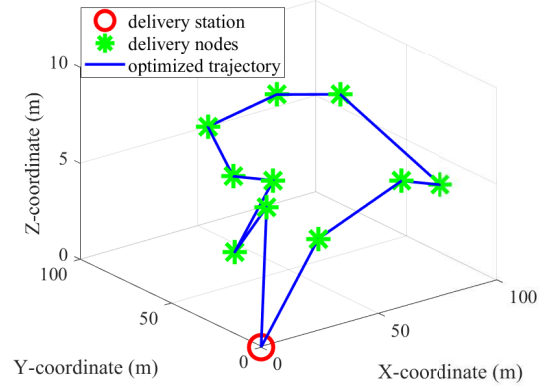 delivery station
delivery nodes
optimized trajectory
10
5
0
Z-coordinate (m)
100
50
0
Y-coordinate (m)
0
50
100
X-coordinate (m)